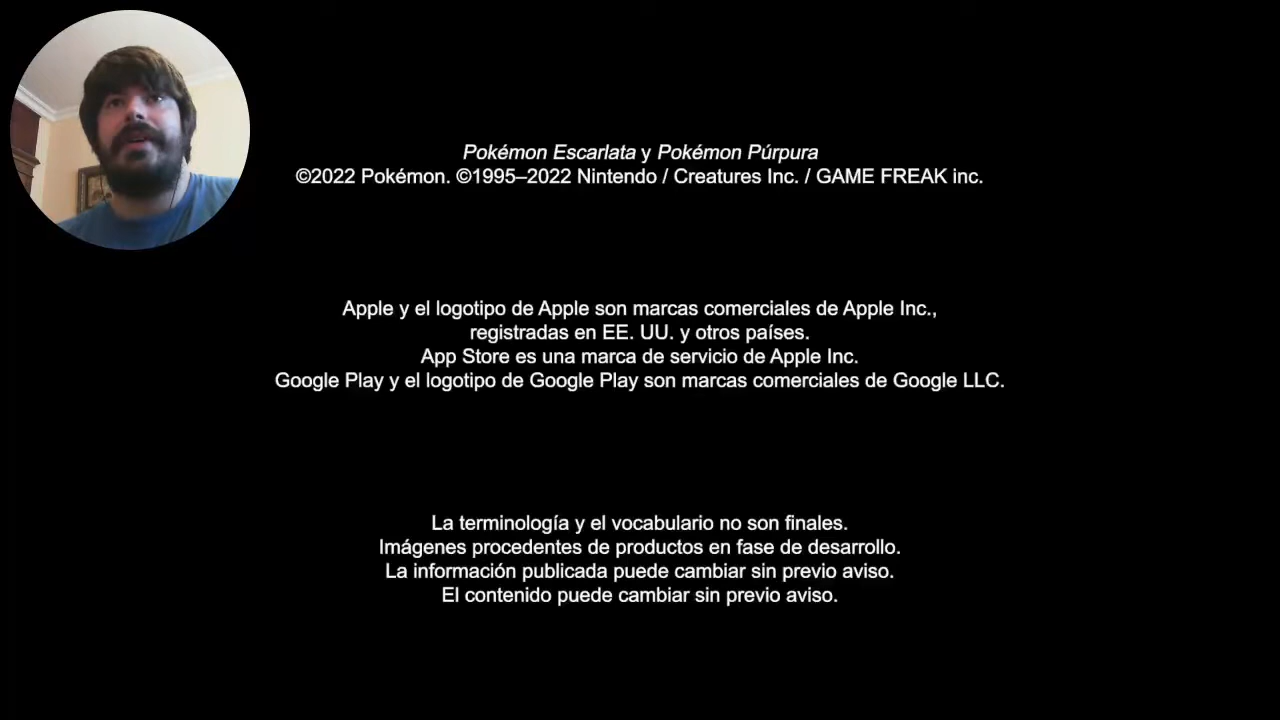 Pokémon Escarlata y Pokémon Púrpura
©2022 Pokémon. ©1995–2022 Nintendo / Creatures Inc. / GAME FREAK inc.
Apple y el logotipo de Apple son marcas comerciales de Apple Inc.,
registradas en EE. UU. y otros países.
App Store es una marca de servicio de Apple Inc.
Google Play y el logotipo de Google Play son marcas comerciales de Google LLC.
La terminología y el vocabulario no son finales.
Imágenes procedentes de productos en fase de desarrollo.
La información publicada puede cambiar sin previo aviso.
El contenido puede cambiar sin previo aviso.